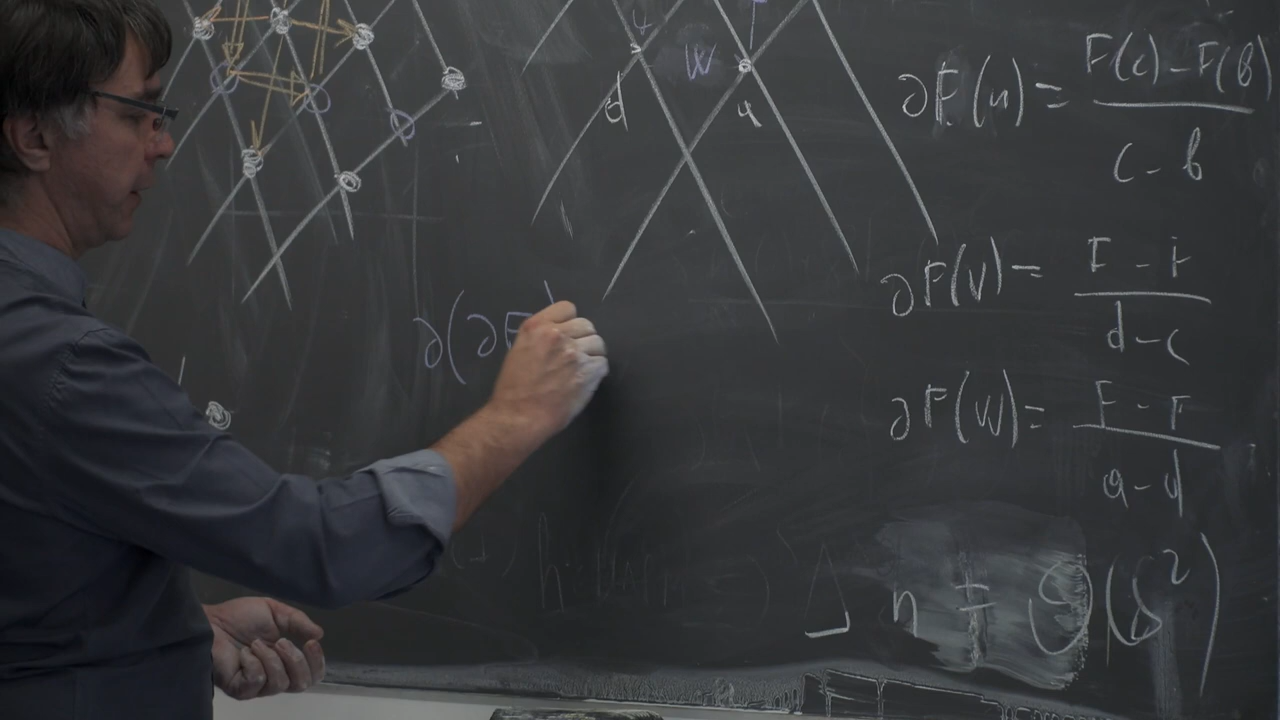 W
d
a
∂F(u) = F(c) - F(b) / c - b
∂F(v) = F - F / d - c
∂F(w) = F - F / a - d
∂(∂F
O(δ²)